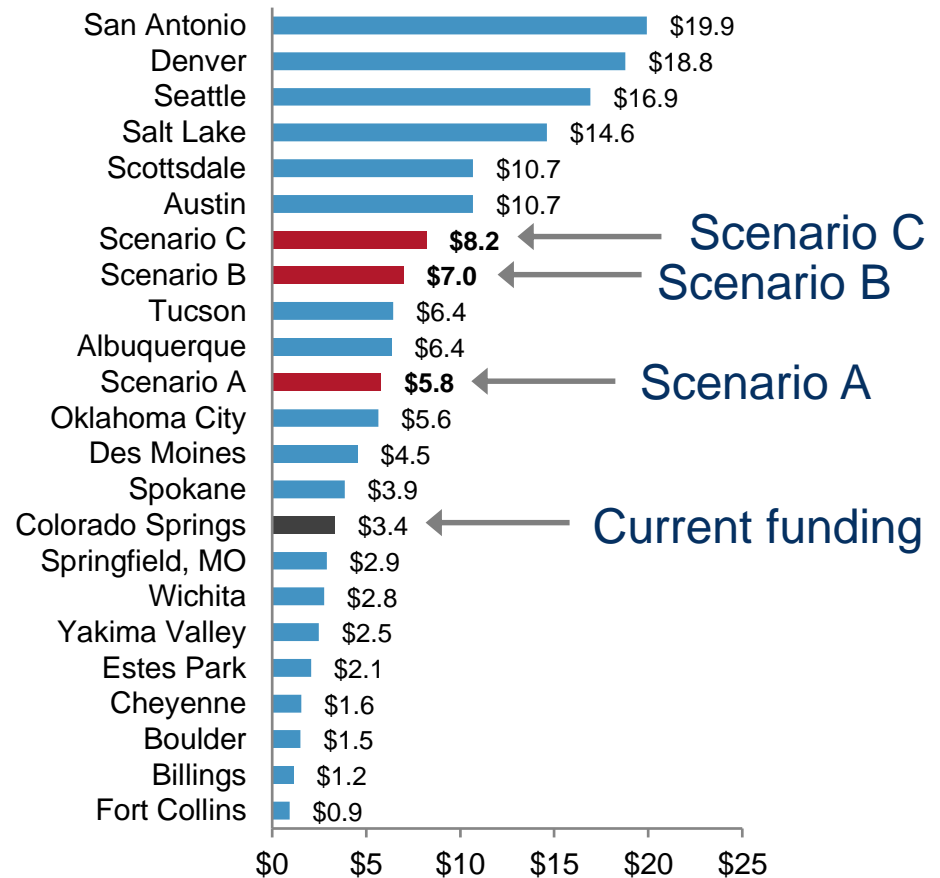 San Antonio $19.9
Denver $18.8
Seattle $16.9
Salt Lake $14.6
Scottsdale $10.7
Austin $10.7
Scenario C $8.2 Scenario C
Scenario B $7.0 Scenario B
Tucson $6.4
Albuquerque $6.4
Scenario A $5.8 Scenario A
Oklahoma City $5.6
Des Moines $4.5
Spokane $3.9
Colorado Springs $3.4 Current funding
Springfield, MO $2.9
Wichita $2.8
Yakima Valley $2.5
Estes Park $2.1
Cheyenne $1.6
Boulder $1.5
Billings $1.2
Fort Collins $0.9
$0 $5 $10 $15 $20 $25